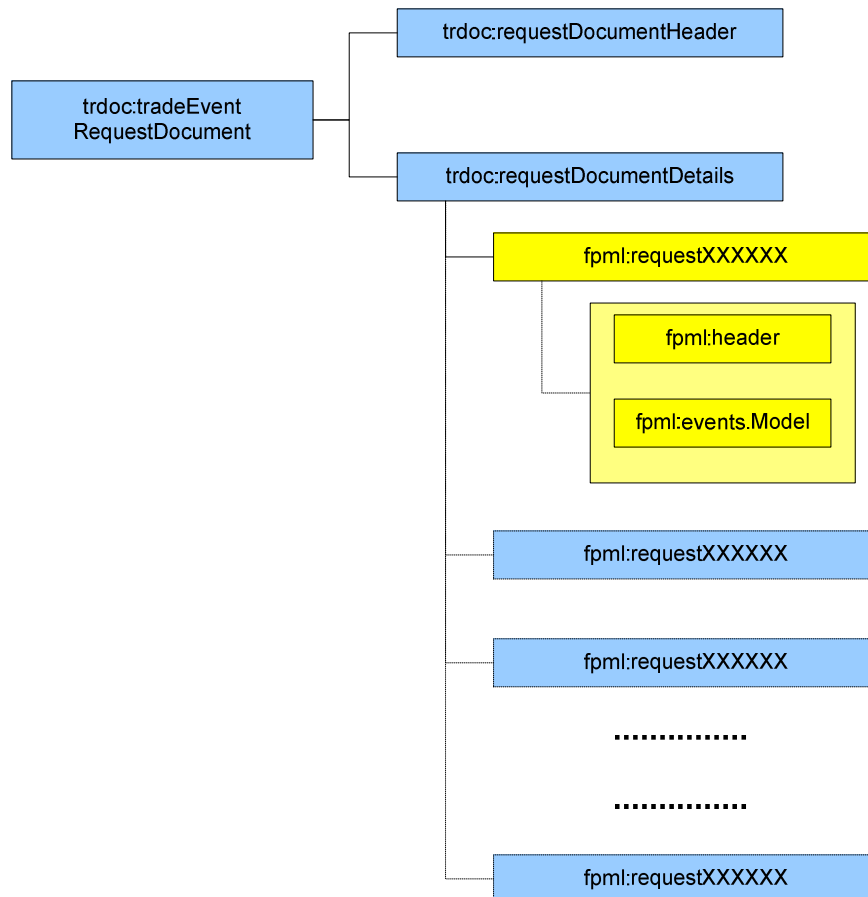 trdoc:requestDocumentHeader
trdoc:tradeEvent
RequestDocument
trdoc:requestDocumentDetails
fpml:requestXXXXXX
fpml:header
fpml:events.Model
fpml:requestXXXXXX
fpml:requestXXXXXX
...............
...............
fpml:requestXXXXXX